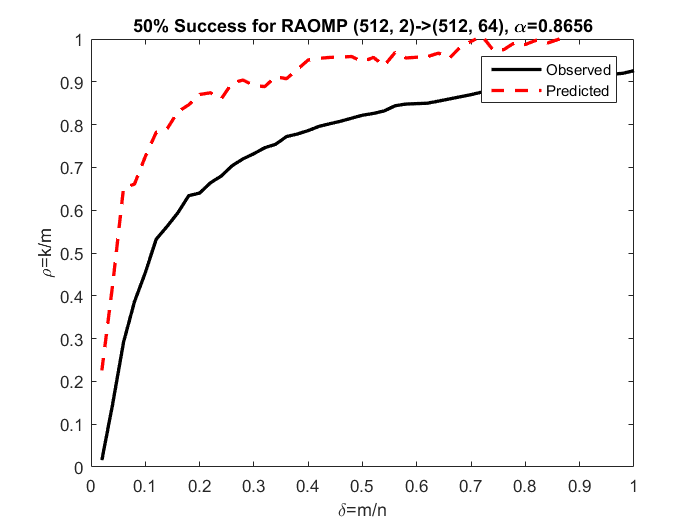 50% Success for RAOMP (512, 2)->(512, 64), α=0.8656
1
0.9
0.8
0.7
0.6
0.5
0.4
0.3
0.2
0.1
0
ρ=k/m
Observed
Predicted
0 0.1 0.2 0.3 0.4 0.5 0.6 0.7 0.8 0.9 1
δ=m/n